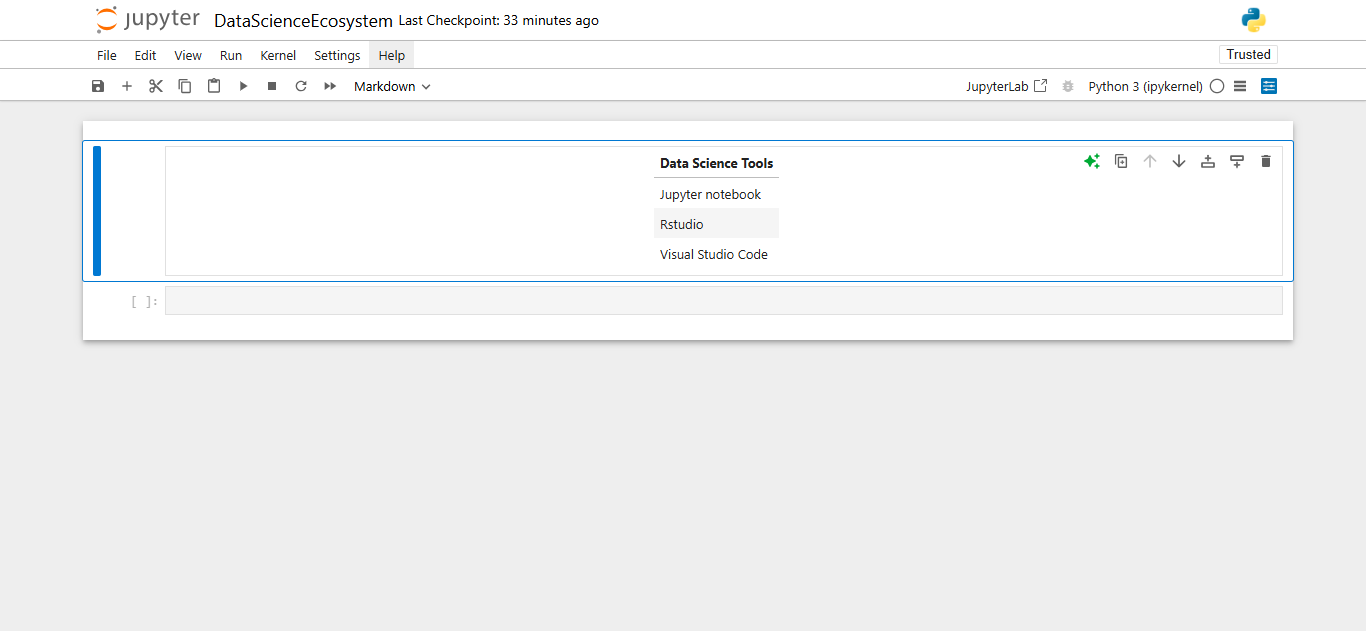 jupyter DataScienceEcosystem Last Checkpoint: 33 minutes ago
File Edit View Run Kernel Settings Help Trusted
Markdown JupyterLab Python 3 (ipykernel)
Data Science Tools
Jupyter notebook
Rstudio
Visual Studio Code
[ ]: